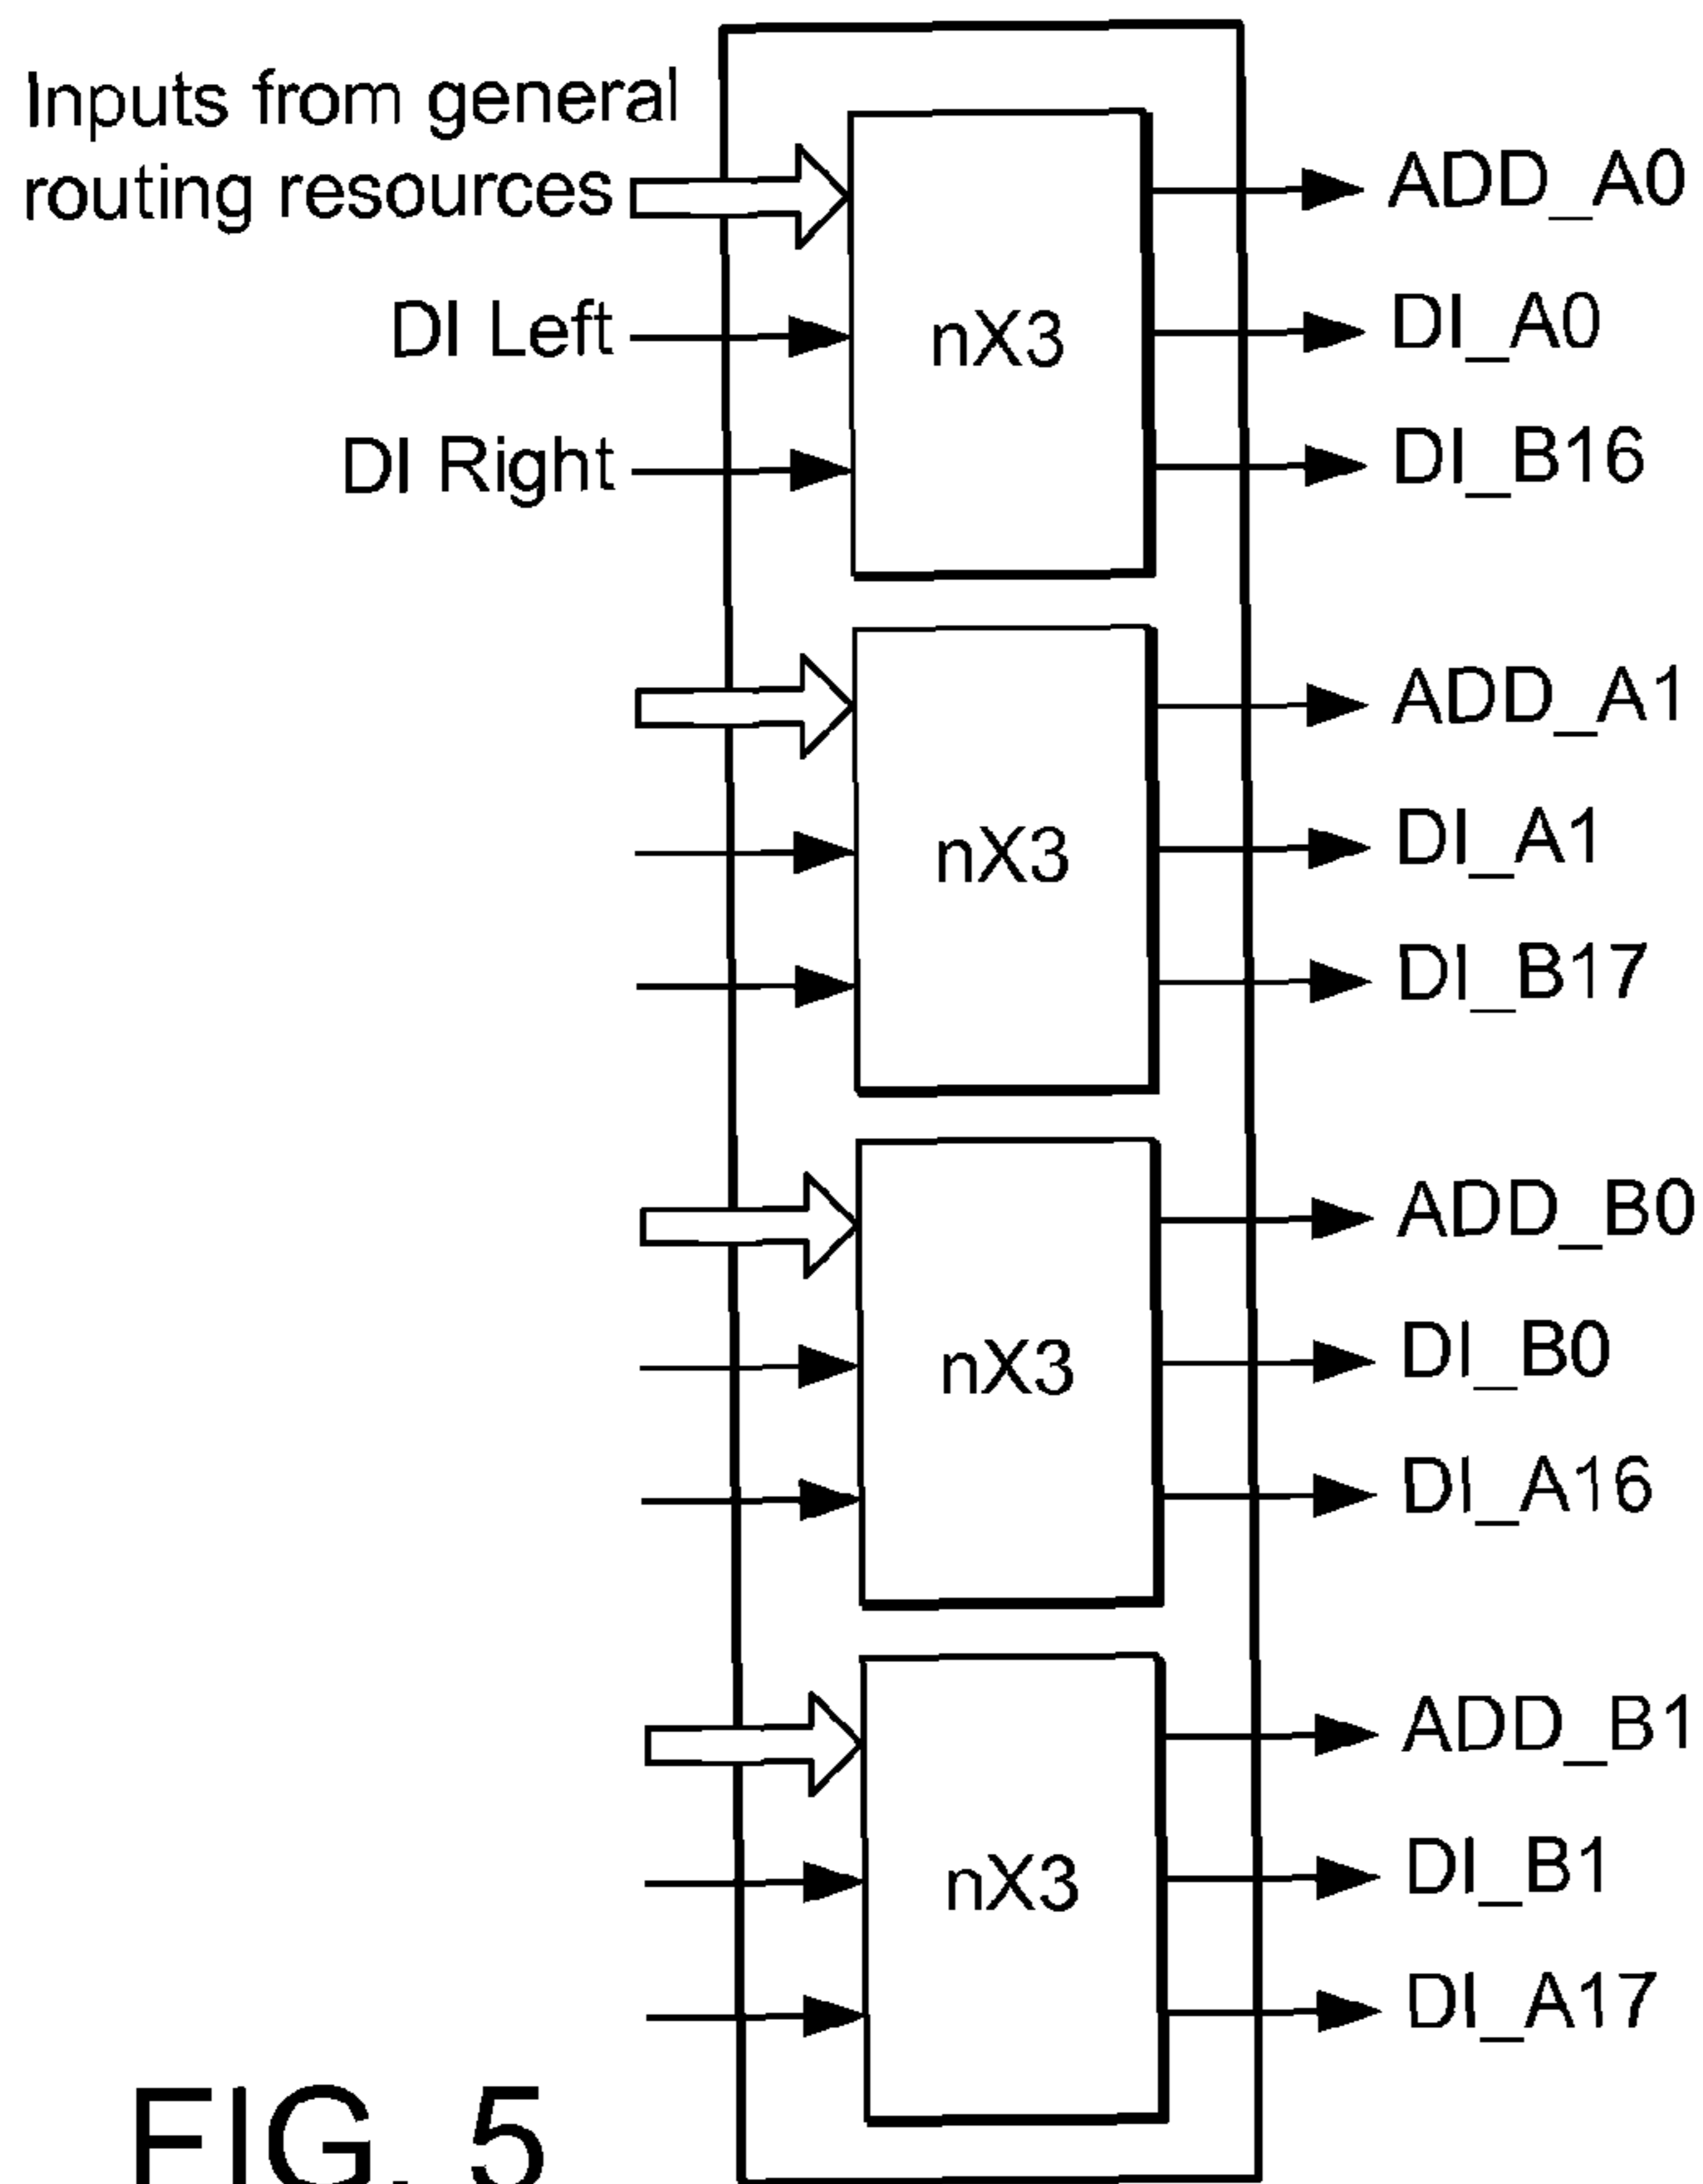 Inputs from general
routing resources
DI Left
DI Right
nX3
ADD_A0
DI_A0
DI_B16
nX3
ADD_A1
DI_A1
DI_B17
nX3
ADD_B0
DI_B0
DI_A16
nX3
ADD_B1
DI_B1
DI_A17
FIG. 5